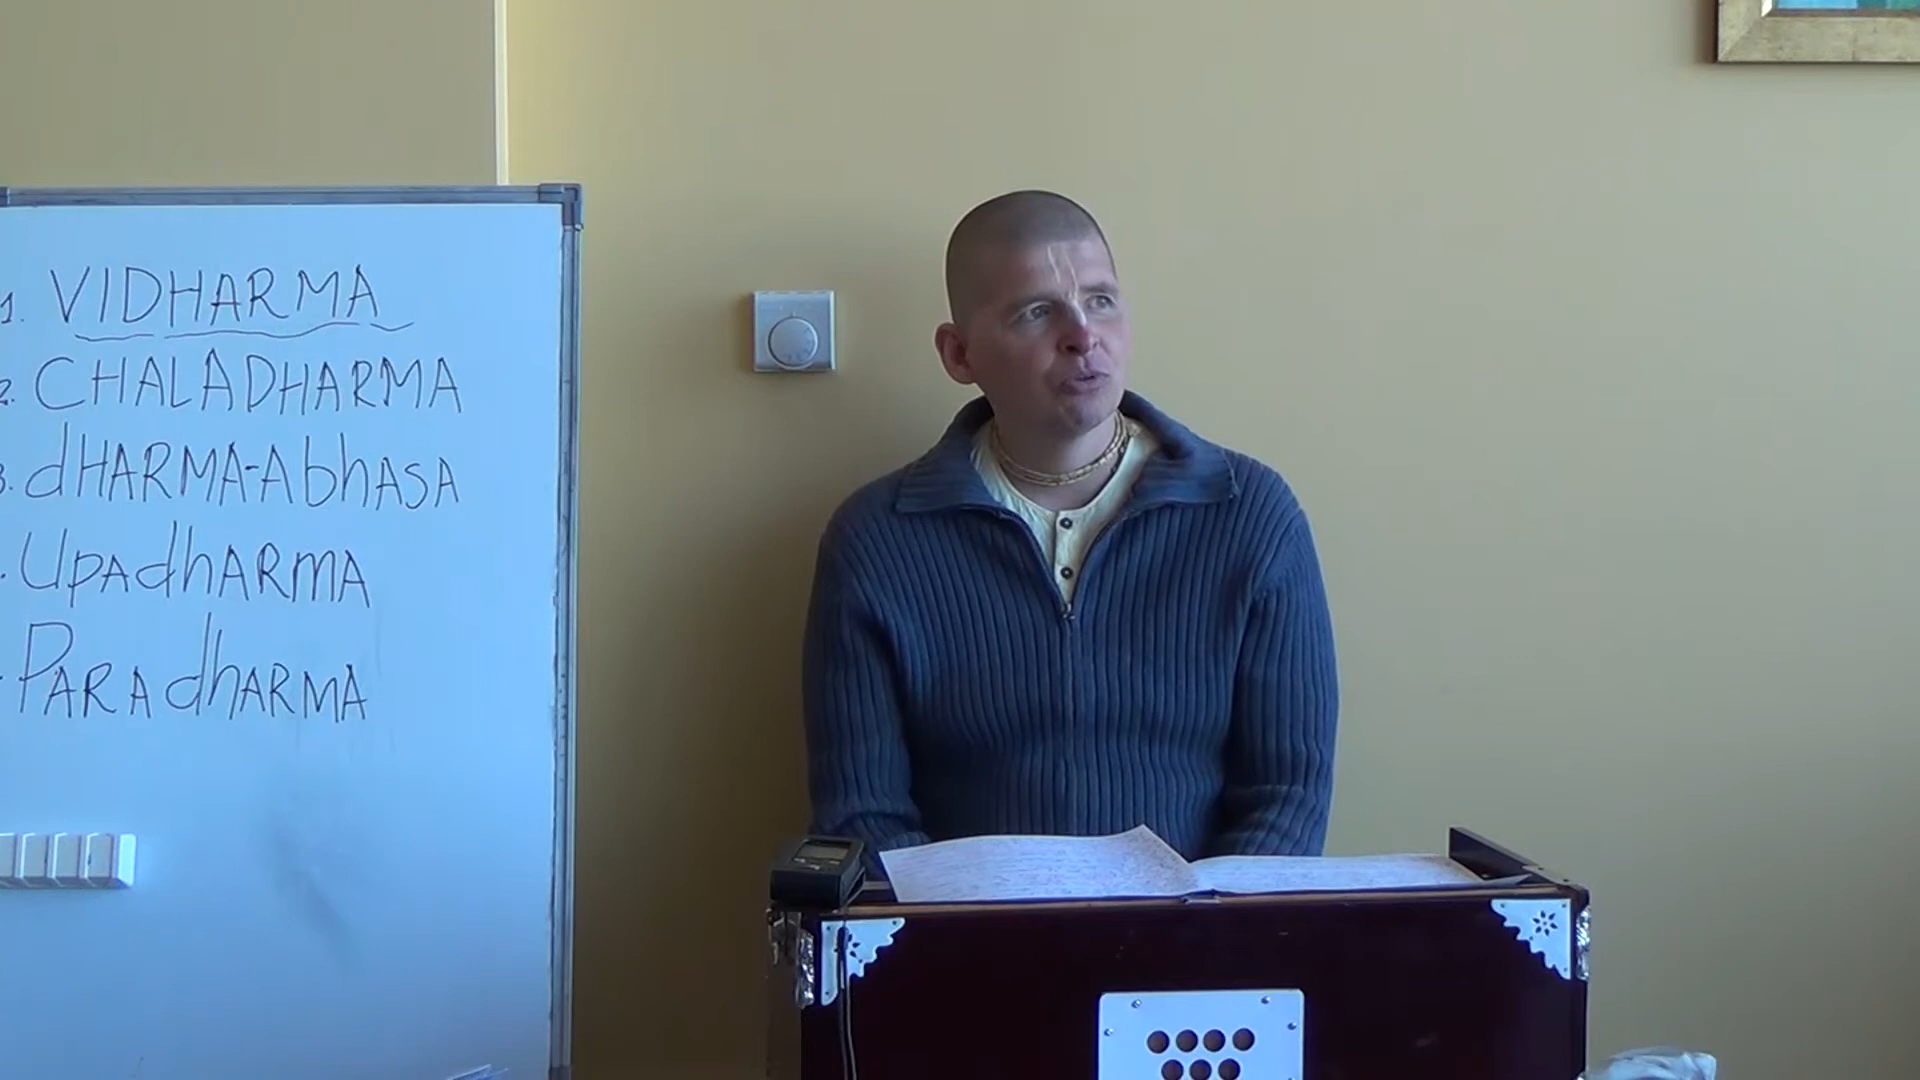 1. VIDHARMA
2. CHALADHARMA
3. dHARMA-AbhASA
. UpAdhARMA
PARAdhARMA